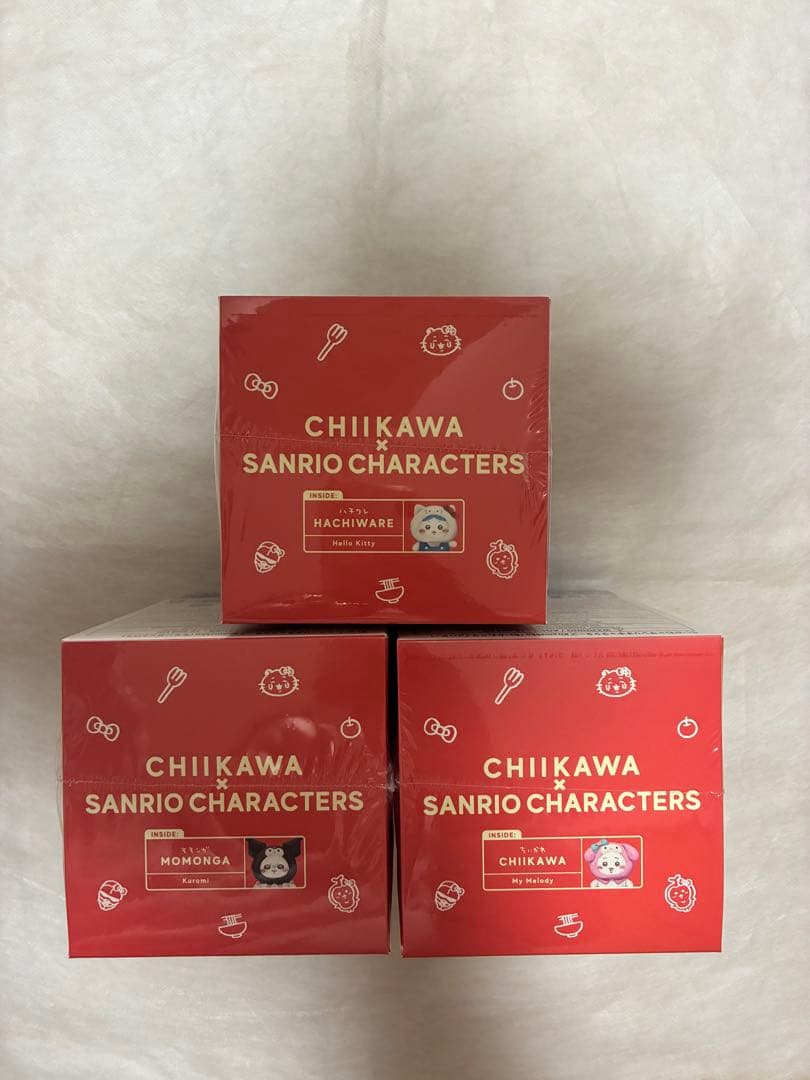 CHIIKAWA
×
SANRIO CHARACTERS
INSIDE:
ハチワレ
HACHIWARE
Hello Kitty
CHIIKAWA
×
SANRIO CHARACTERS
INSIDE:
モモンガ
MOMONGA
Kuromi
CHIIKAWA
×
SANRIO CHARACTERS
INSIDE:
ちいかわ
CHIIKAWA
My Melody